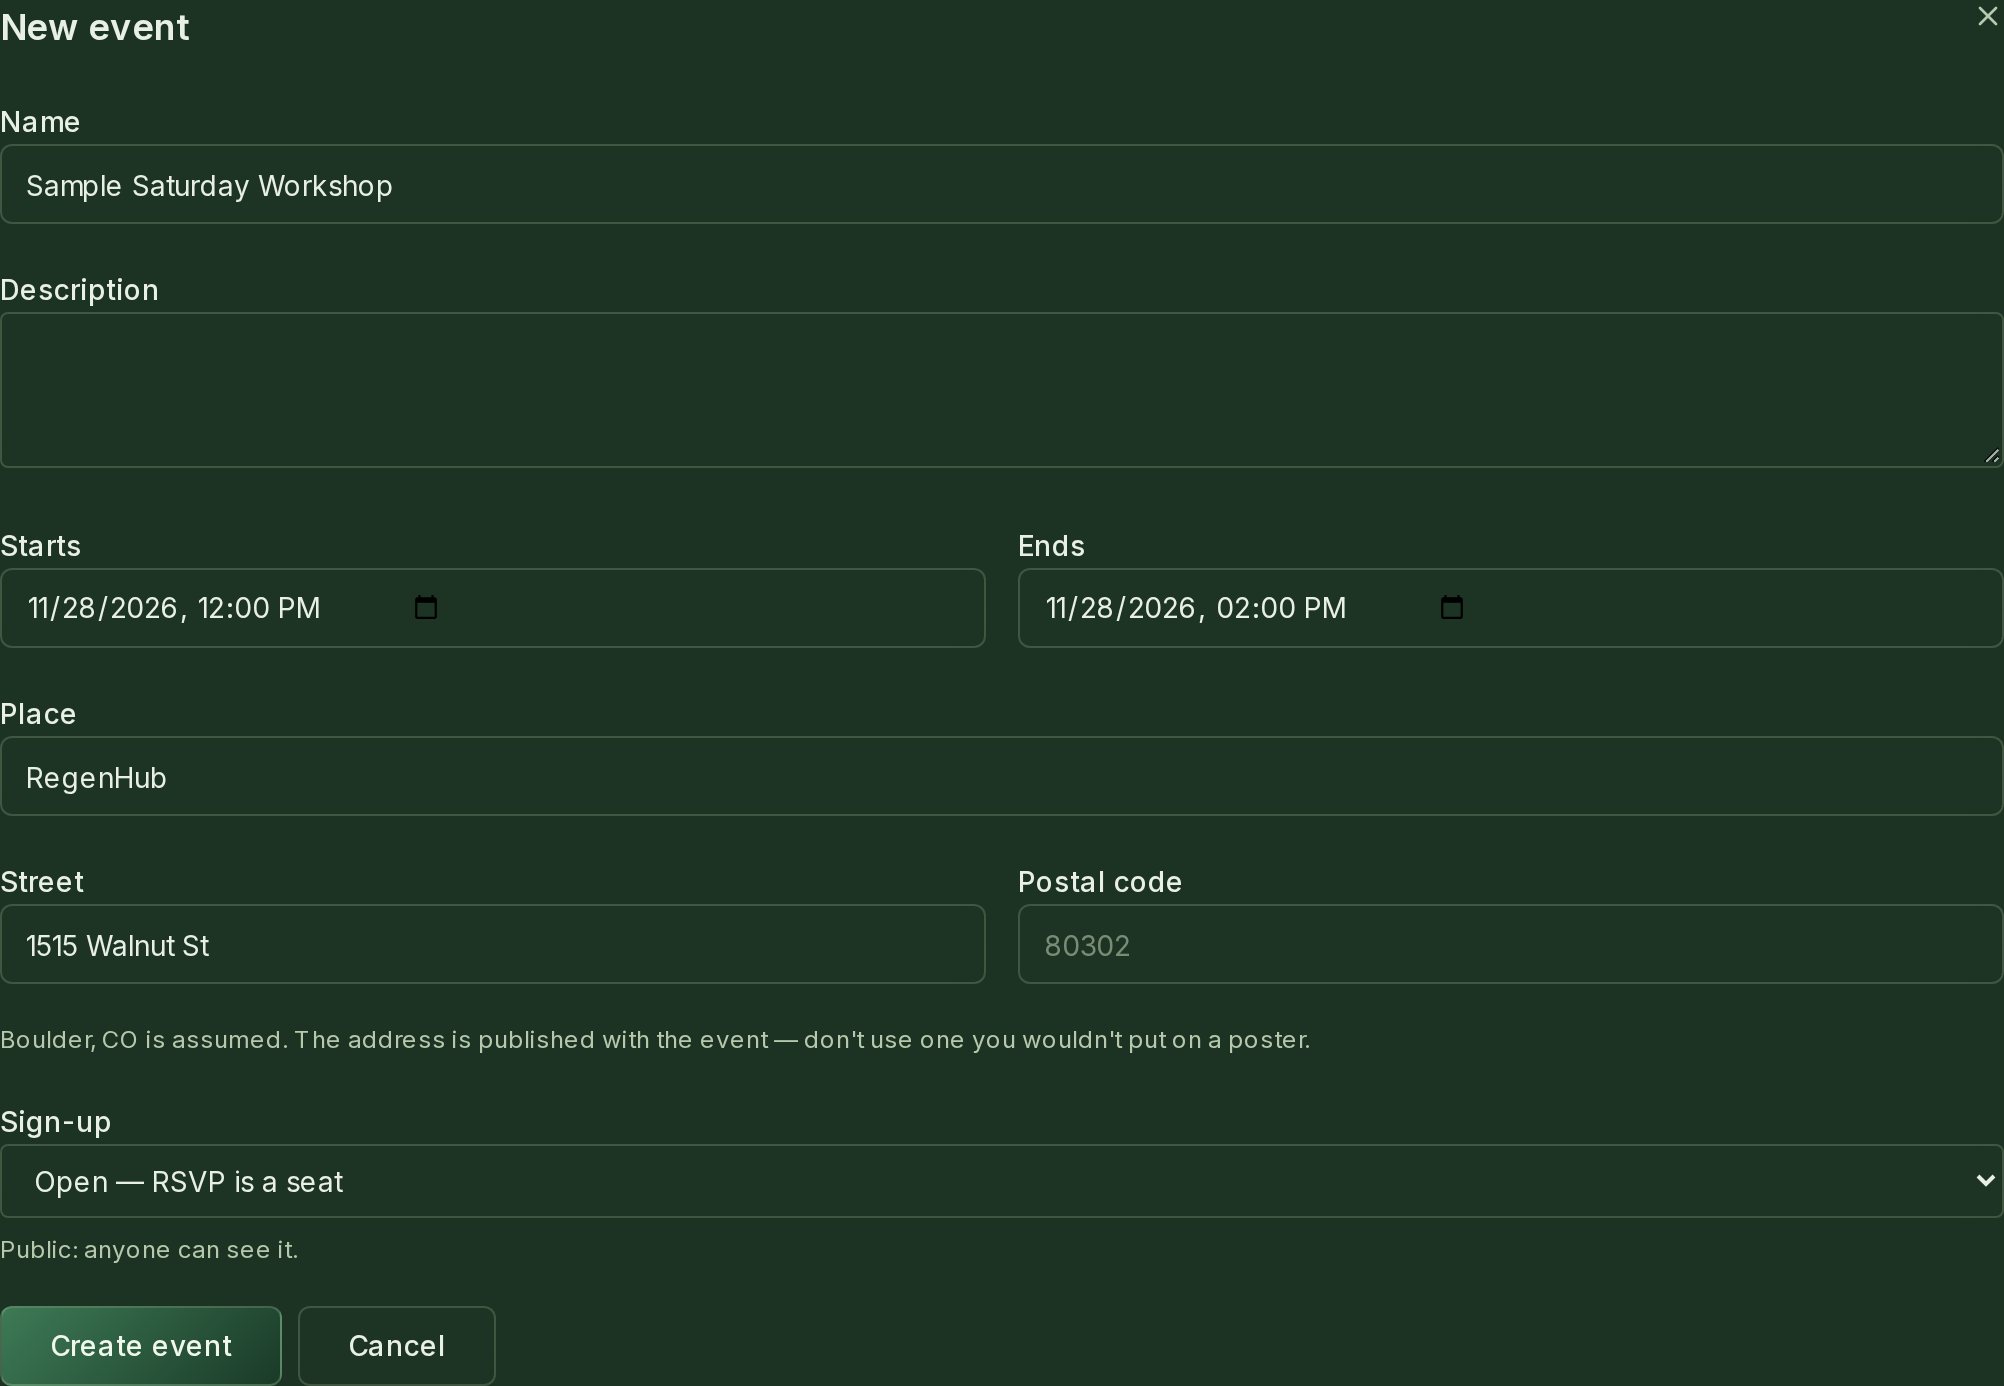 New event
Name
Sample Saturday Workshop
Description
Starts
Ends
11/28/2026, 12:00 PM
11/28/2026, 02:00 PM
Place
RegenHub
Street
Postal code
1515 Walnut St
80302
Boulder, CO is assumed. The address is published with the event — don't use one you wouldn't put on a poster.
Sign-up
Open — RSVP is a seat
Public: anyone can see it.
Create event
Cancel